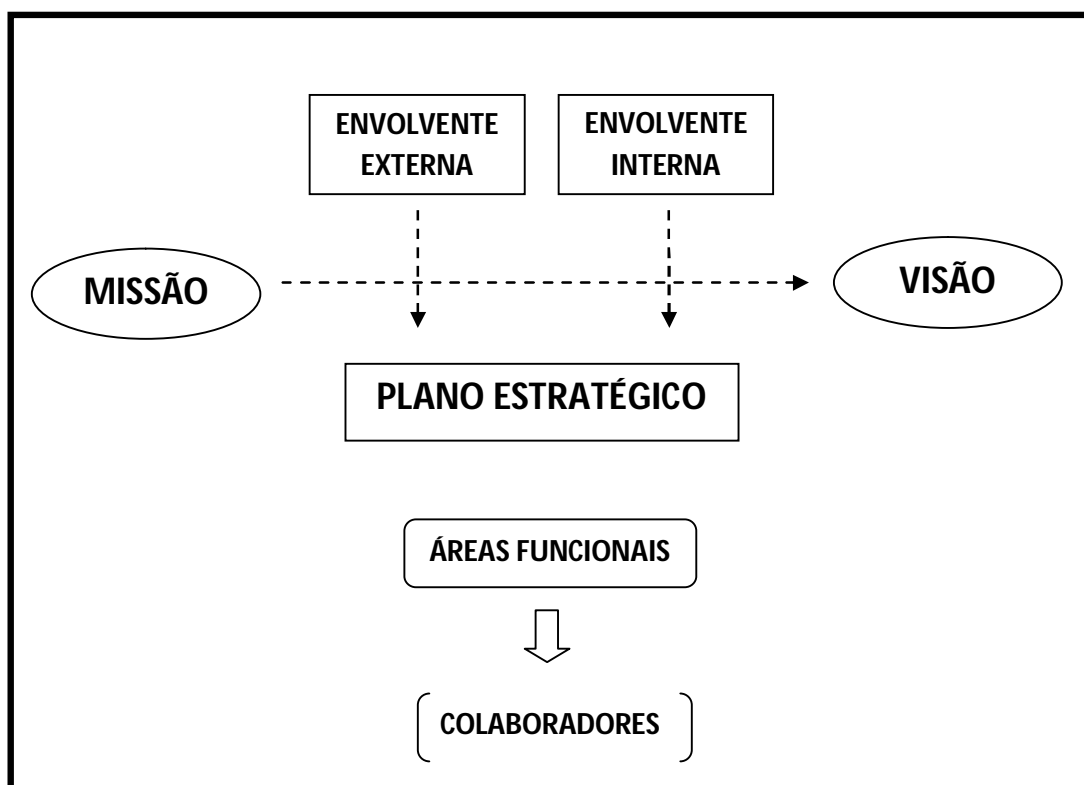 ENVOLVENTE
EXTERNA
ENVOLVENTE
INTERNA
MISSÃO
VISÃO
PLANO ESTRATÉGICO
ÁREAS FUNCIONAIS
COLABORADORES